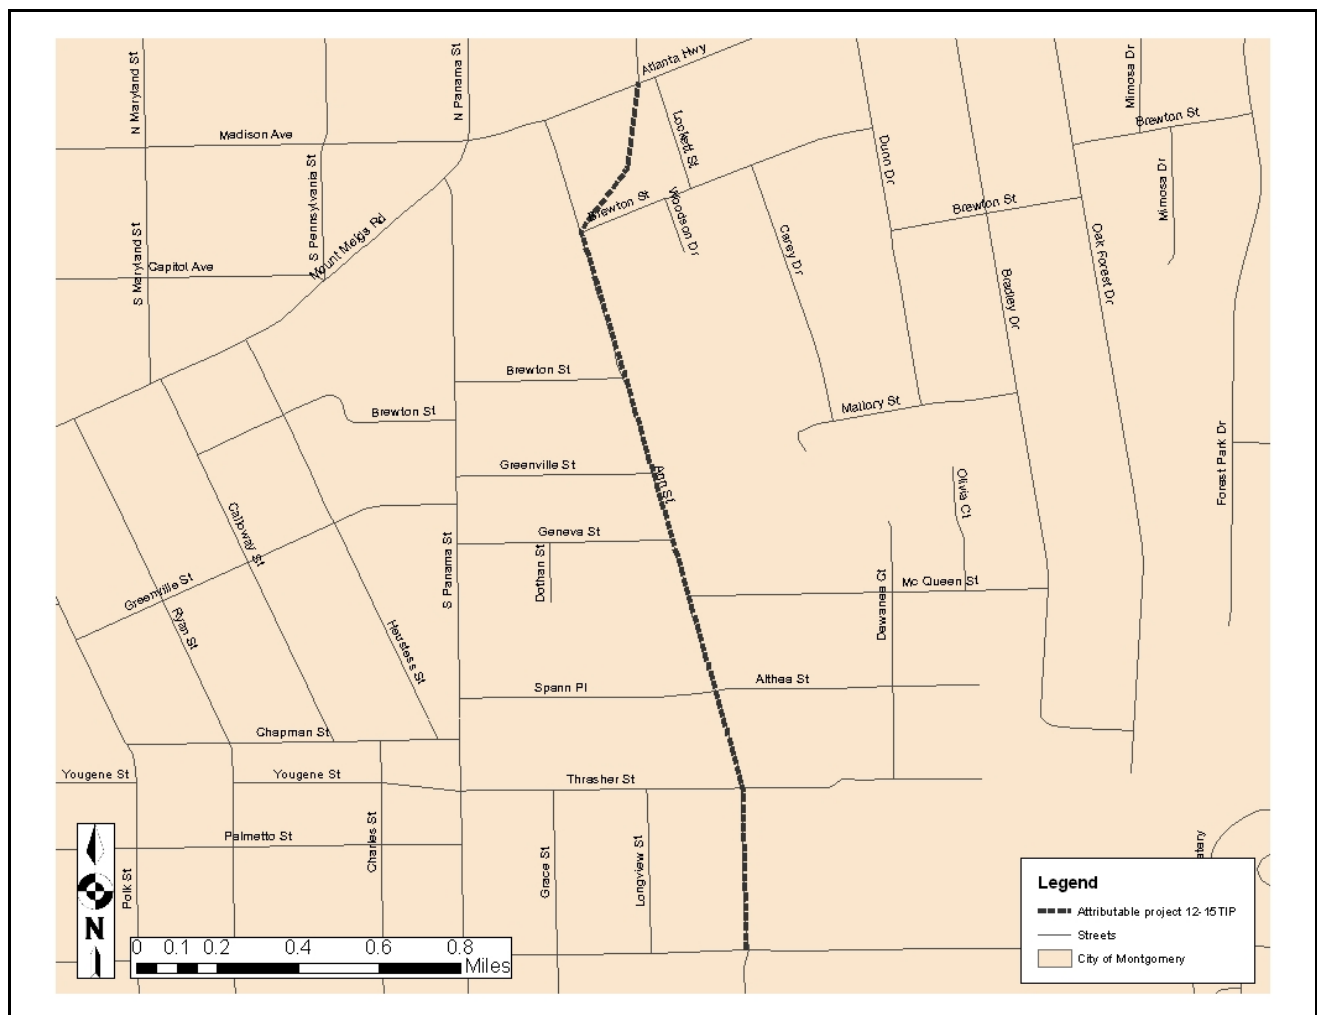 Atlanta Hwy
N Maryland St
N Panama St
Mimosa Dr
Madison Ave
Lockett St
Brewton St
Dunn Dr
S Pennsylvania St
Mimosa Dr
Brewton St
Woodson Dr
Brewton St
S Maryland St
Capitol Ave
Mount Meigs Rd
Carey Dr
Oak Forest Dr
Bradley Dr
Brewton St
Brewton St
Mallory St
Forest Park Dr
Greenville St
Ann St
Olivia Ct
Calloway St
Geneva St
S Panama St
Dothan St
Greenville St
Mc Queen St
Dewanea Ct
Ryan St
Heustess St
Spann Pl
Althea St
Chapman St
Yougene St
Yougene St
Thrasher St
Palmetto St
Charles St
Grace St
Longview St
Polk St
N
0 0.1 0.2 0.4 0.6 0.8
Miles
Legend
Attributable project 12-15TIP
Streets
City of Montgomery